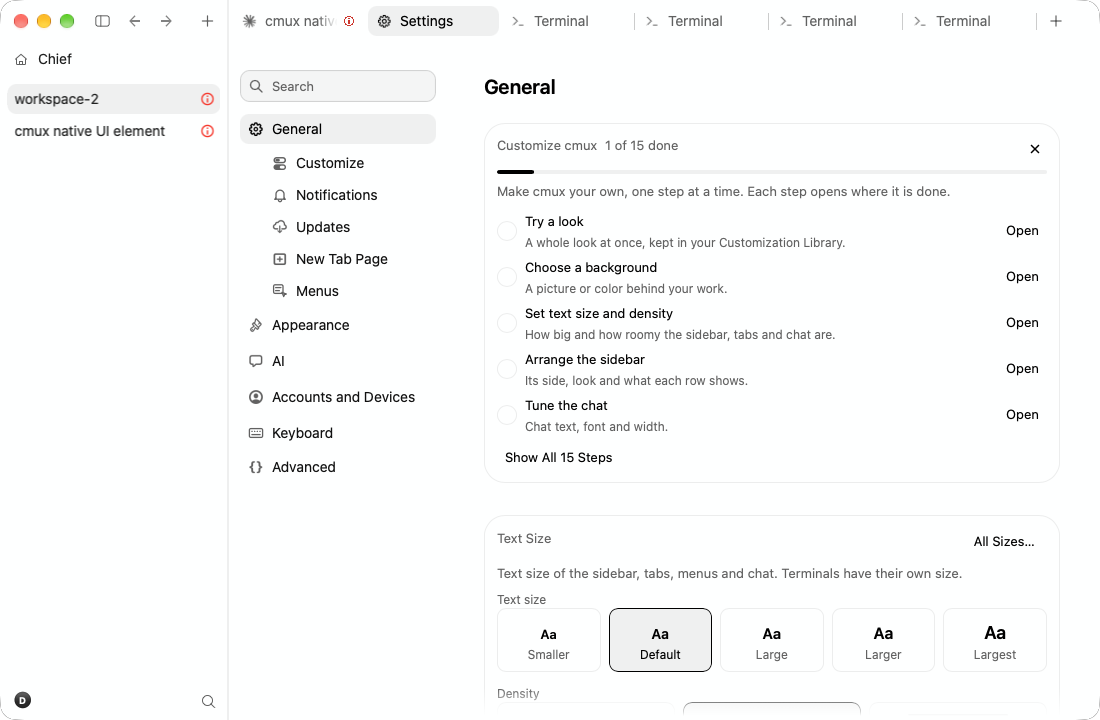 cmux nativ
Settings
Terminal
Terminal
Terminal
Terminal
Chief
workspace-2
cmux native UI element
D
Search
General
Customize
Notifications
Updates
New Tab Page
Menus
Appearance
AI
Accounts and Devices
Keyboard
Advanced
General
Customize cmux 1 of 15 done
Make cmux your own, one step at a time. Each step opens where it is done.
Try a look
A whole look at once, kept in your Customization Library.
Open
Choose a background
A picture or color behind your work.
Open
Set text size and density
How big and how roomy the sidebar, tabs and chat are.
Open
Arrange the sidebar
Its side, look and what each row shows.
Open
Tune the chat
Chat text, font and width.
Open
Show All 15 Steps
Text Size
All Sizes...
Text size of the sidebar, tabs, menus and chat. Terminals have their own size.
Text size
Aa Aa Aa Aa Aa
Smaller Default Large Larger Largest
Density